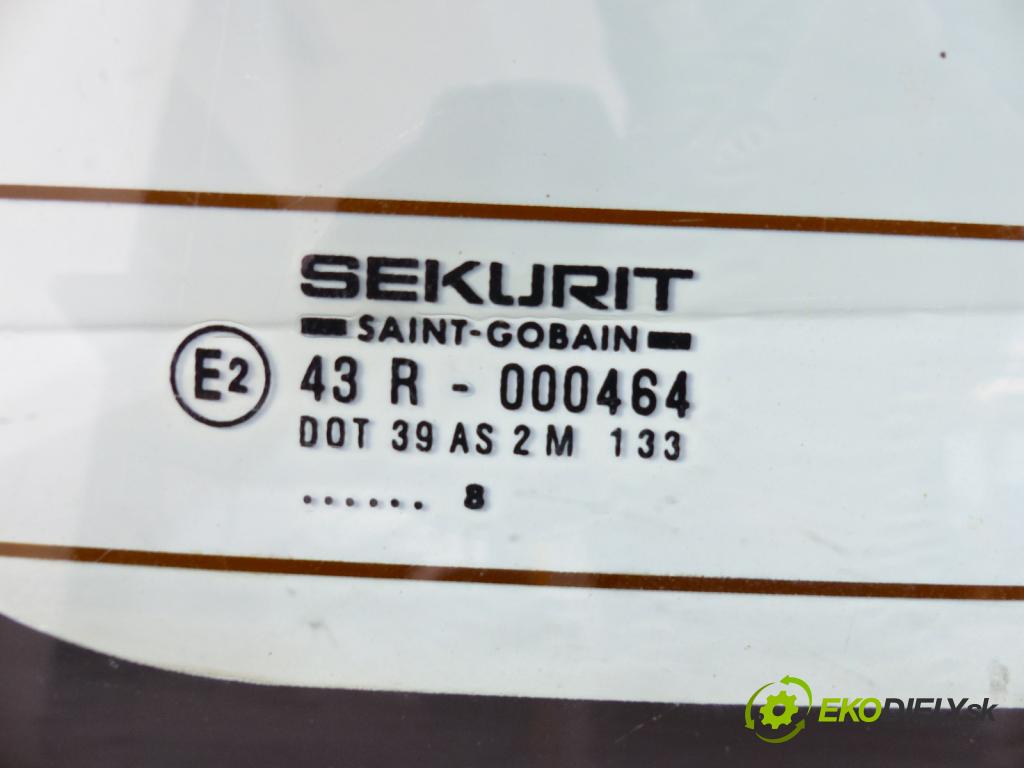 SEKURIT
SAINT-GOBAIN
E2 43 R - 000464
DOT 39 AS 2 M 133
...... 8
EKODIELY.sk